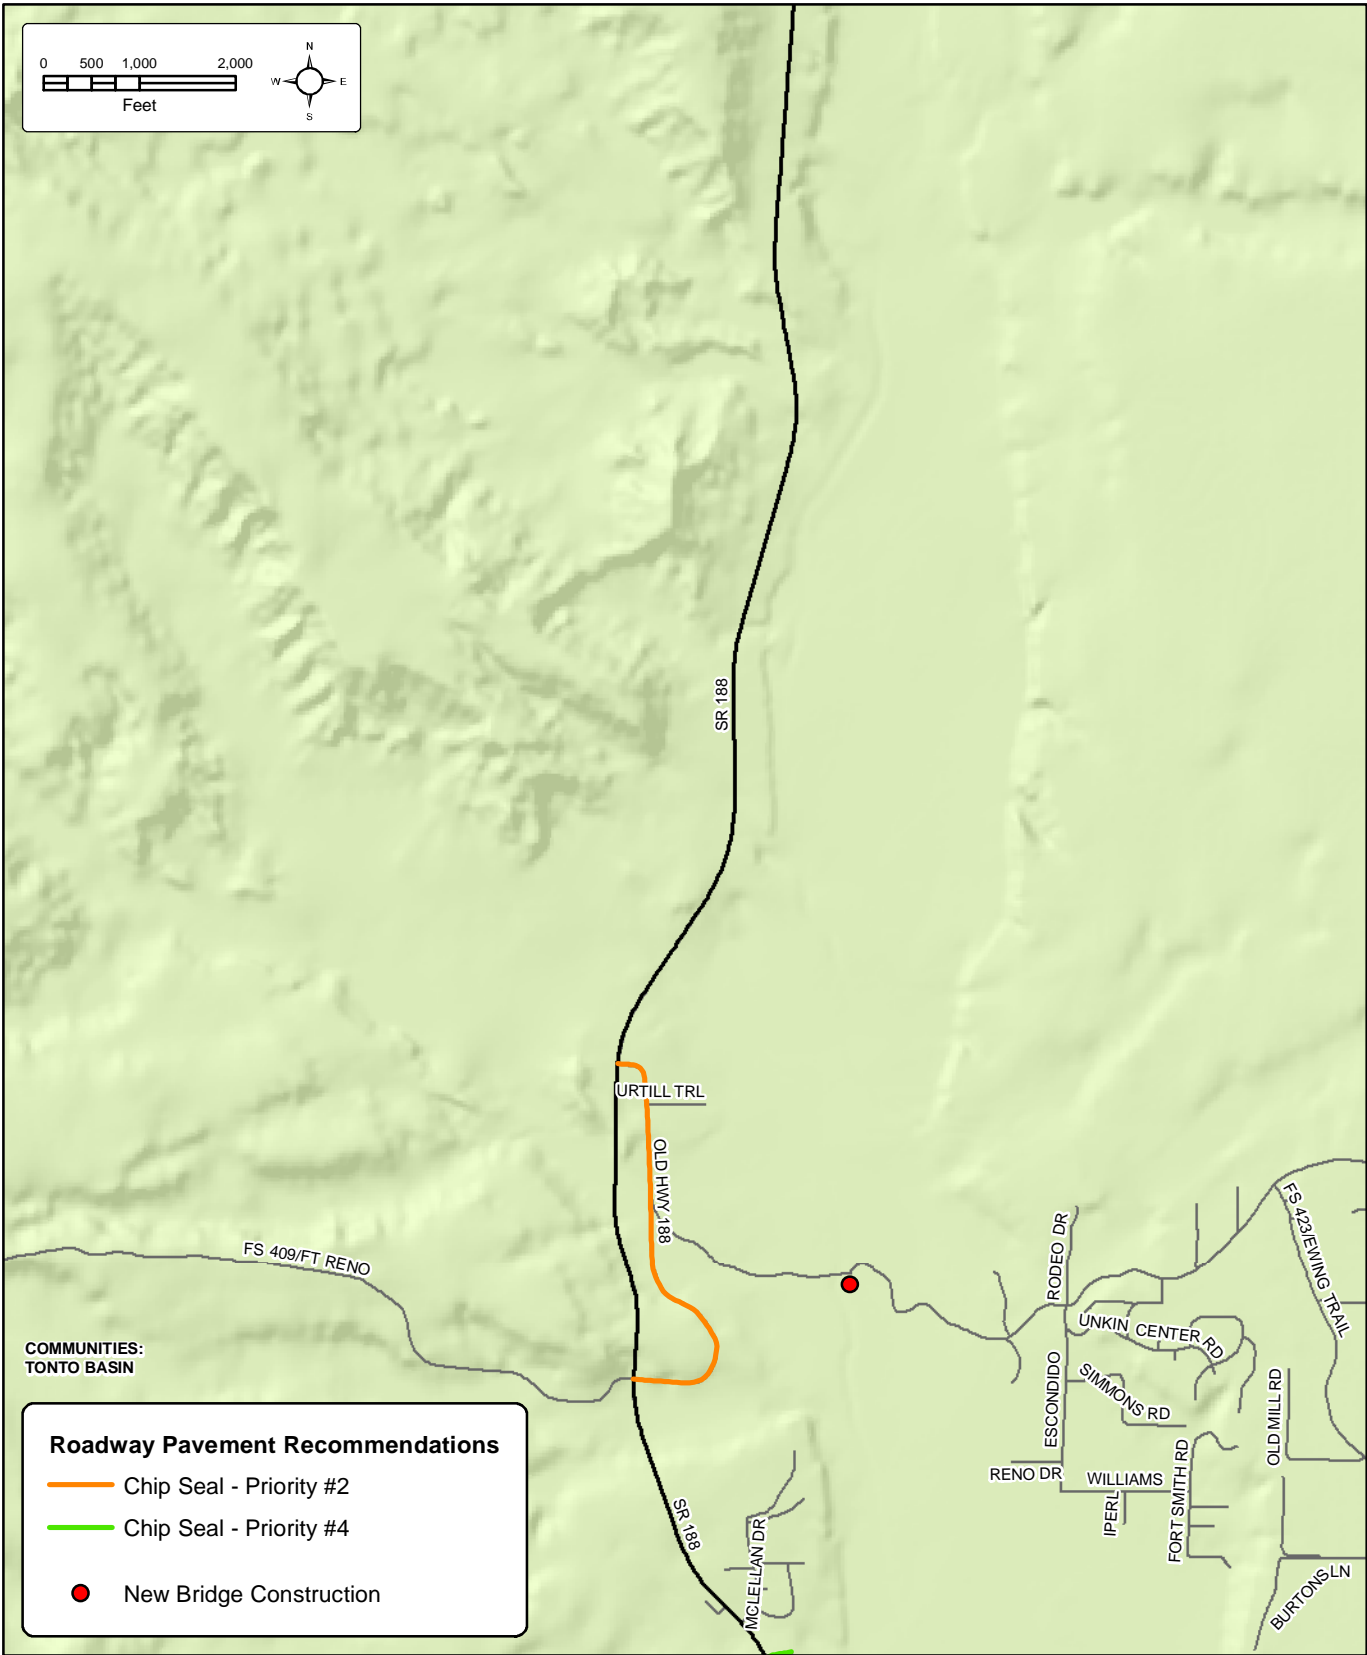 N
0 500 1,000 2,000
W E
Feet
S
SR 188
URTILL TRL
OLD HWY 188
FS 409/FT RENO
RODEO DR
FS 423/EWING TRAIL
UNKIN CENTER RD
COMMUNITIES:
TONTO BASIN
ESCONDIDO
SIMMONS RD
OLD MILL RD
Roadway Pavement Recommendations
Chip Seal - Priority #2
Chip Seal - Priority #4
New Bridge Construction
RENO DR
WILLIAMS
IPERL
FORT SMITH RD
SR 188
MCLELLAN DR
BURTONS LN